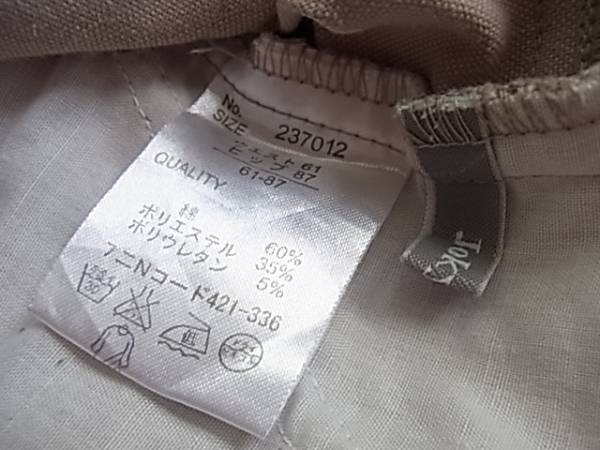 No. 237012
SIZE
ウエスト 61
ヒップ 87
61-87
QUALITY
綿 60%
ポリエステル 35%
ポリウレタン 5%
アニNコード421-336
低
JOK